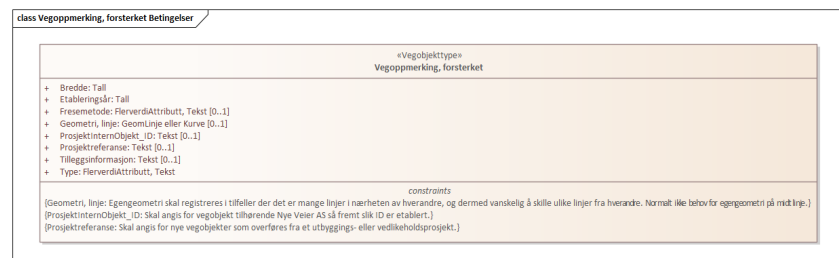 class Vegoppmerking, forsterket Betingelser
«Vegobjekttype»
Vegoppmerking, forsterket
+ Bredde: Tall
+ Etableringsår: Tall
+ Fresemetode: FlerverdiAttributt, Tekst [0..1]
+ Geometri, linje: GeomLinje eller Kurve [0..1]
+ ProsjektInternObjekt_ID: Tekst [0..1]
+ Prosjektreferanse: Tekst [0..1]
+ Tilleggsinformasjon: Tekst [0..1]
+ Type: FlerverdiAttributt, Tekst
constraints
{Geometri, linje: Egengeometri skal registreres i tilfeller der det er mange linjer i nærheten av hverandre, og dermed vanskelig å skille ulike linjer fra hverandre. Normalt ikke behov for egengeometri på midtlinje.}
{ProsjektInternObjekt_ID: Skal angis for vegobjekt tilhørende Nye Veier AS så fremt slik ID er etablert.}
{Prosjektreferanse: Skal angis for nye vegobjekter som overføres fra et utbyggings- eller vedlikeholdsprosjekt.}